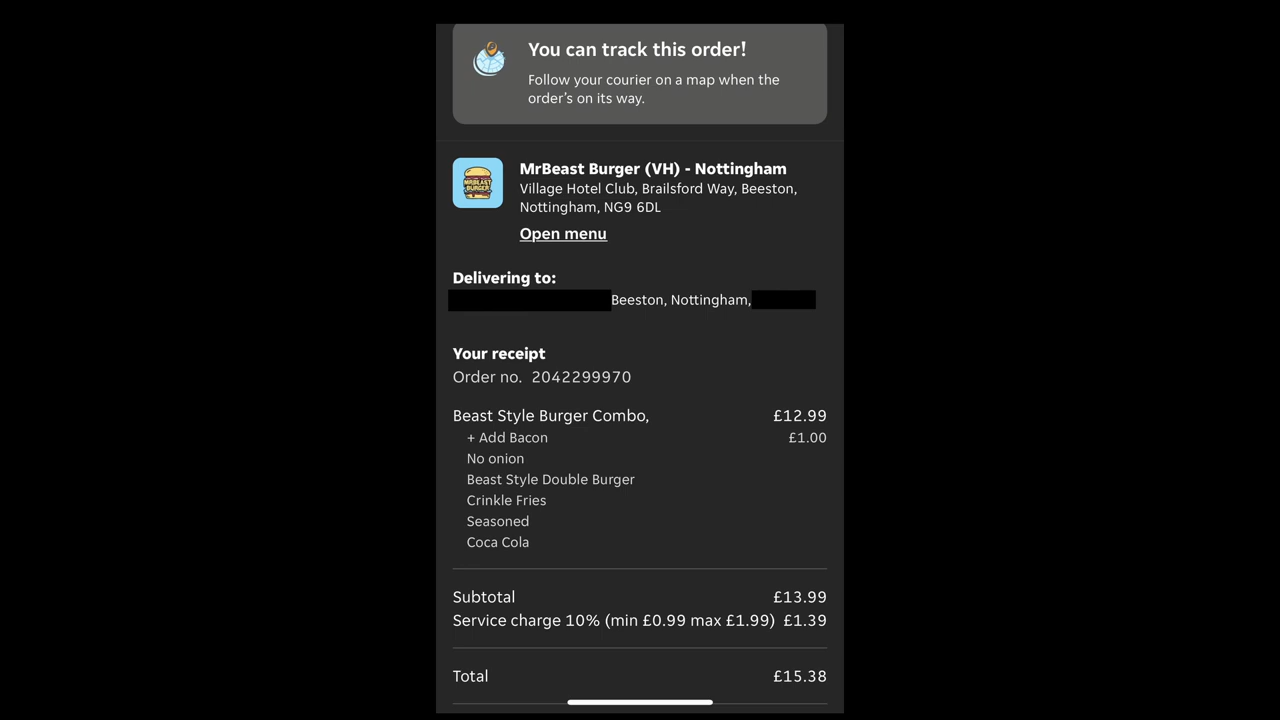 You can track this order!
Follow your courier on a map when the
order's on its way.
MRBEAST
BURGER
MrBeast Burger (VH) - Nottingham
Village Hotel Club, Brailsford Way, Beeston,
Nottingham, NG9 6DL
Open menu
Delivering to:
Beeston, Nottingham,
Your receipt
Order no. 2042299970
Beast Style Burger Combo, £12.99
+ Add Bacon £1.00
No onion
Beast Style Double Burger
Crinkle Fries
Seasoned
Coca Cola
Subtotal £13.99
Service charge 10% (min £0.99 max £1.99) £1.39
Total £15.38